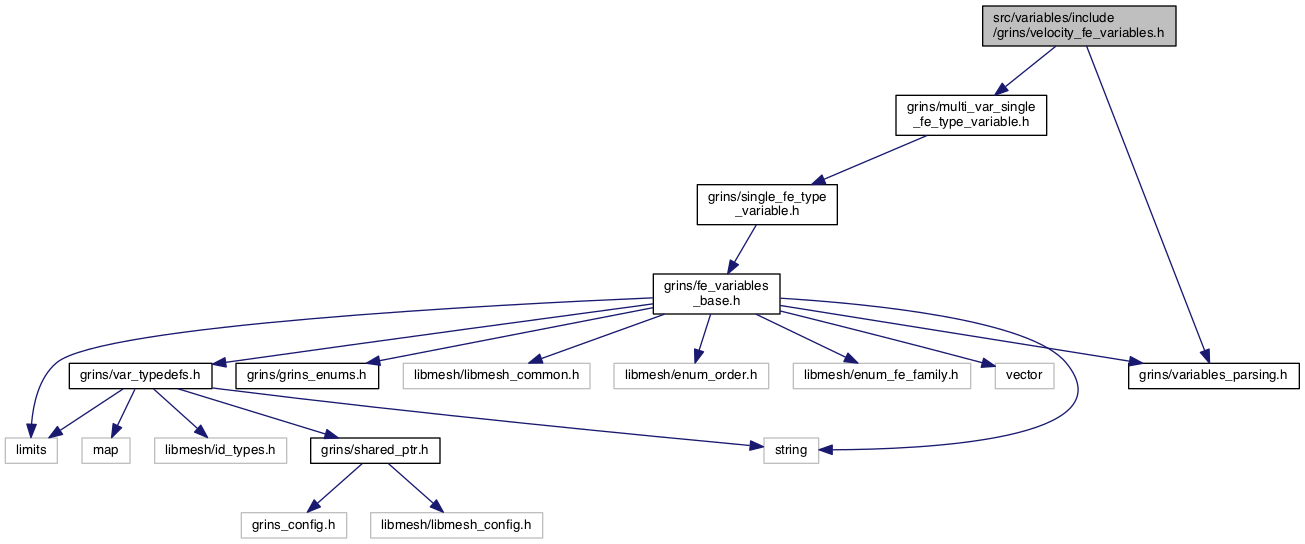 src/variables/include
/grins/velocity_fe_variables.h
grins/multi_var_single
_fe_type_variable.h
grins/single_fe_type
_variable.h
grins/fe_variables
_base.h
grins/var_typedefs.h
grins/grins_enums.h
libmesh/libmesh_common.h
libmesh/enum_order.h
libmesh/enum_fe_family.h
vector
grins/variables_parsing.h
limits
map
libmesh/id_types.h
grins/shared_ptr.h
string
grins_config.h
libmesh/libmesh_config.h